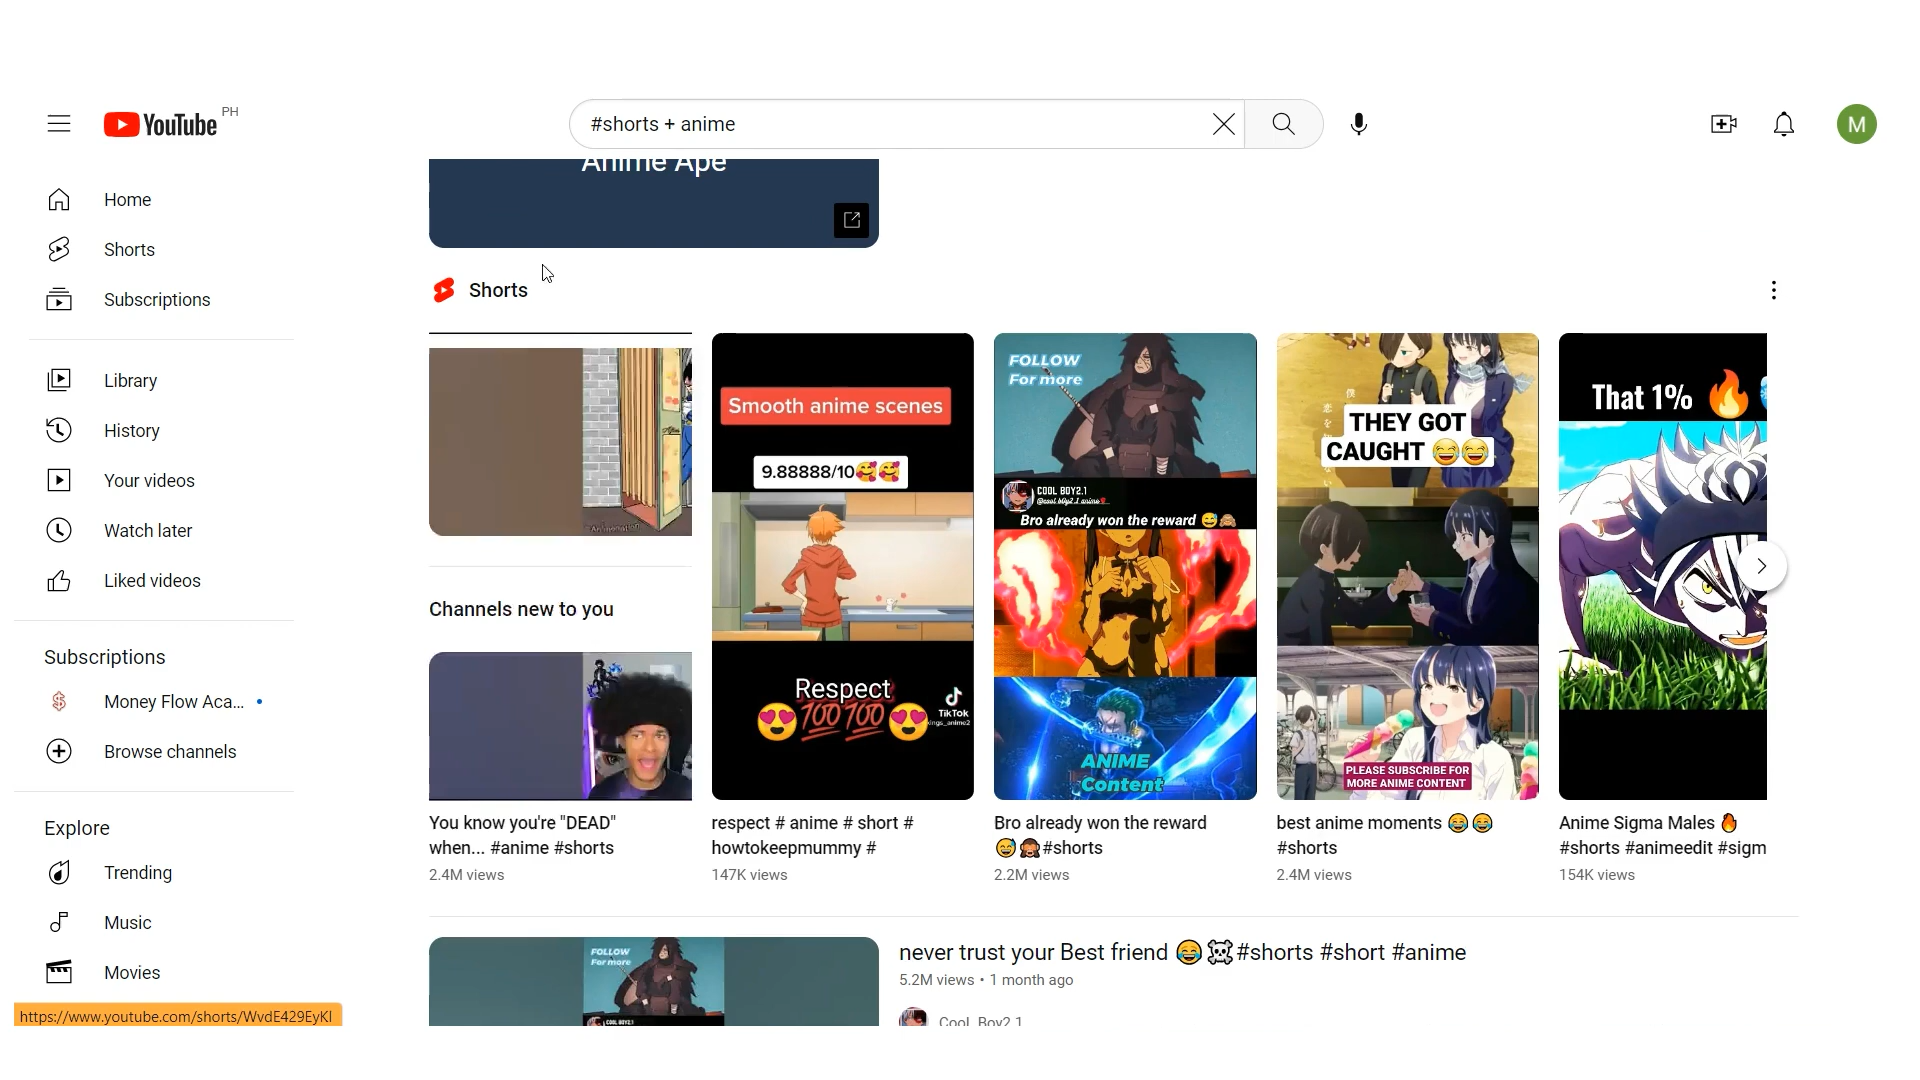 YouTube PH
#shorts + anime
M
Home
Shorts
Subscriptions
Library
History
Your videos
Watch later
Liked videos
Subscriptions
Money Flow Aca...
Browse channels
Explore
Trending
Music
Movies
https://www.youtube.com/shorts/WvdE429EyKI
Anime Ape
Shorts
Channels new to you
You know you're "DEAD"
when... #anime #shorts
2.4M views
Smooth anime scenes
9.88888/10🥰🥰
Respect
😍💯💯😍
TikTok
respect # anime # short #
howtokeepmummy #
147K views
FOLLOW
For more
COOL BOY2.1
Bro already won the reward 😅🙈
ANIME
Content
Bro already won the reward
😅🙈#shorts
2.2M views
THEY GOT
CAUGHT 😂😂
PLEASE SUBSCRIBE FOR
MORE ANIME CONTENT
best anime moments 😂😂
#shorts
2.4M views
That 1% 🔥
Anime Sigma Males 🔥
#shorts #animeedit #sigm
154K views
FOLLOW
For more
COOL BOY2.1
never trust your Best friend 😂☠️#shorts #short #anime
5.2M views • 1 month ago
CooL Boy2.1